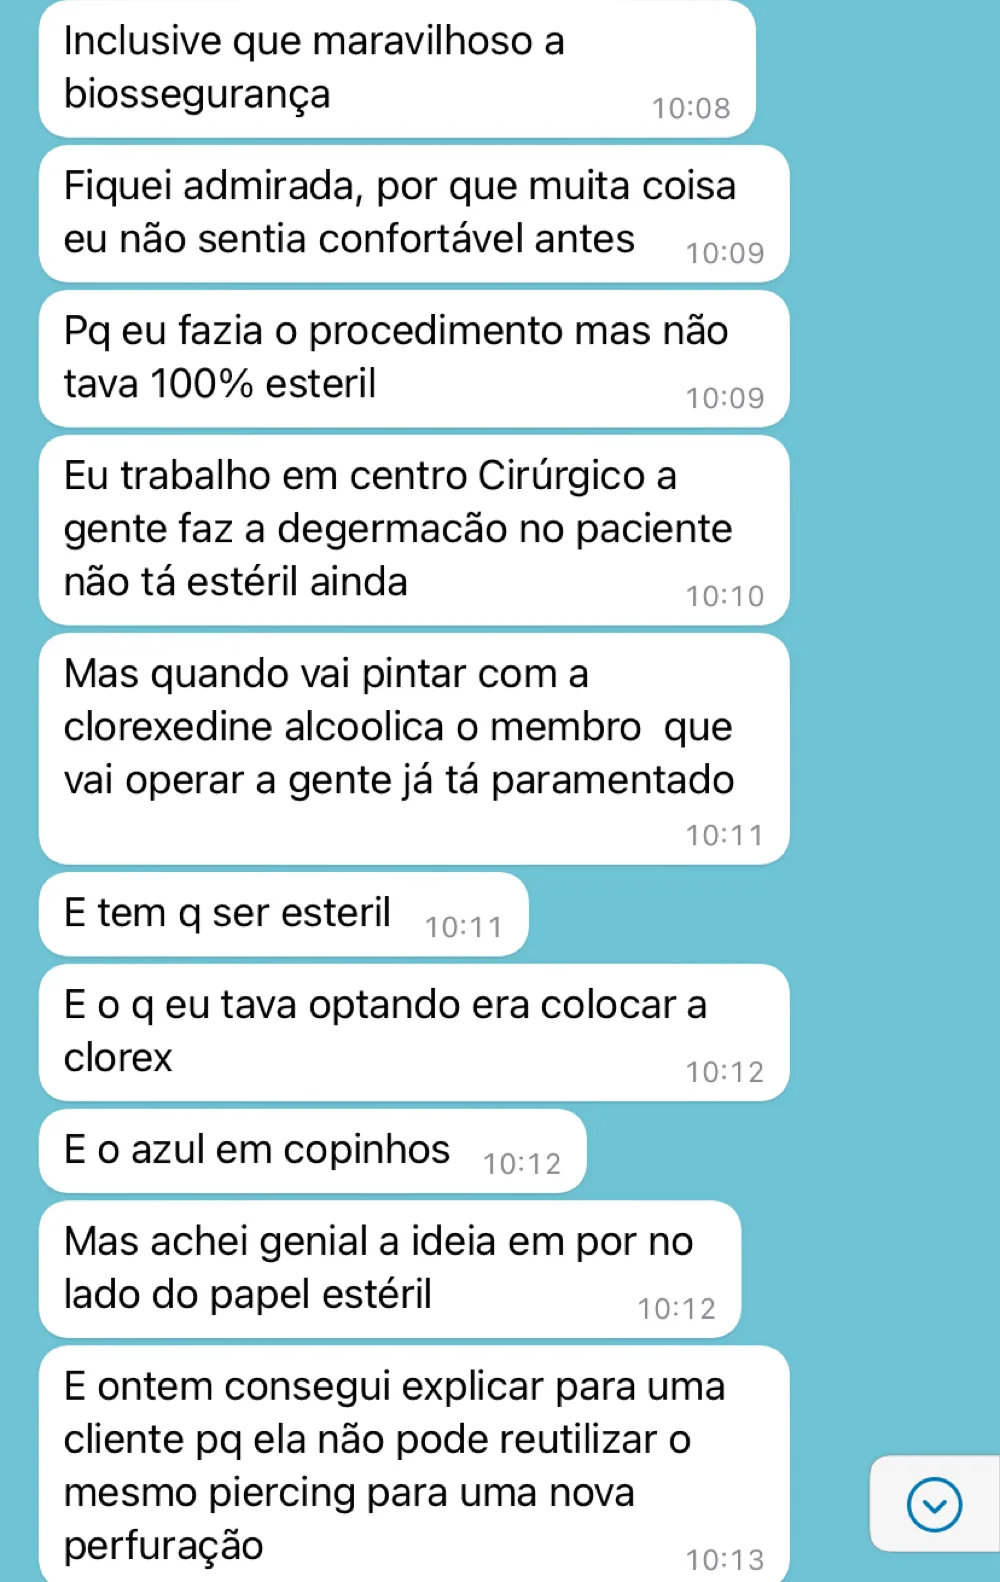 Inclusive que maravilhoso a
biossegurança
10:08
Fiquei admirada, por que muita coisa
eu não sentia confortável antes
10:09
Pq eu fazia o procedimento mas não
tava 100% esteril
10:09
Eu trabalho em centro Cirúrgico a
gente faz a degermacão no paciente
não tá estéril ainda
10:10
Mas quando vai pintar com a
clorexedine alcoolica o membro  que
vai operar a gente já tá paramentado
10:11
E tem q ser esteril
10:11
E o q eu tava optando era colocar a
clorex
10:12
E o azul em copinhos
10:12
Mas achei genial a ideia em por no
lado do papel estéril
10:12
E ontem consegui explicar para uma
cliente pq ela não pode reutilizar o
mesmo piercing para uma nova
perfuração
10:13